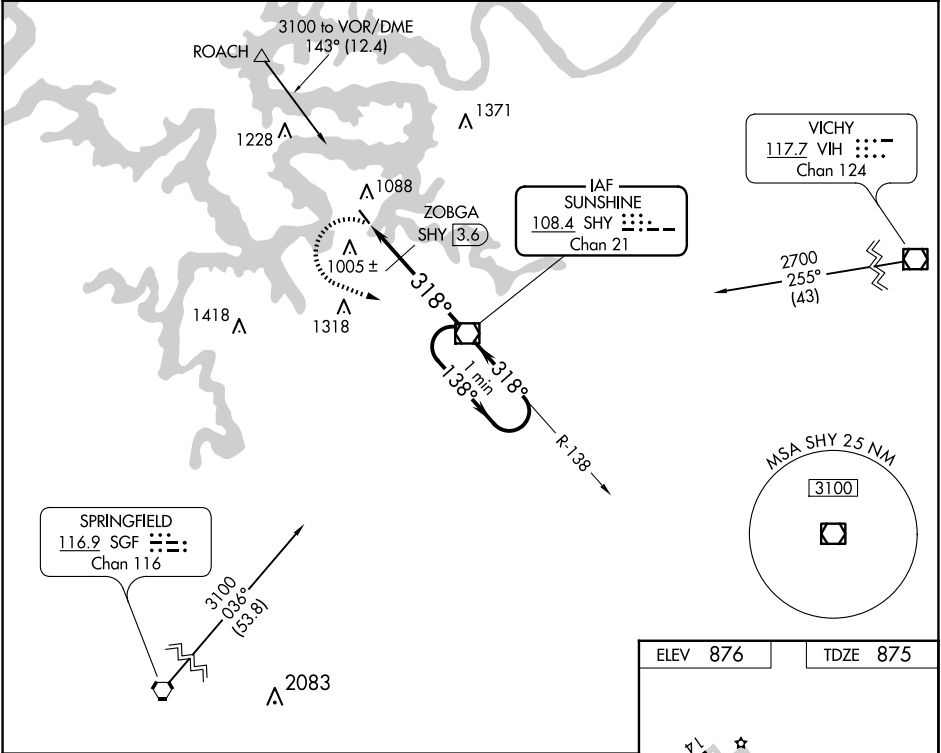 3100 to VOR/DME
143° (12.4)
ROACH
1371
1228
VICHY
117.7 VIH
Chan 124
1088
IAF
SUNSHINE
108.4 SHY
Chan 21
ZOBGA
SHY 3.6
1005 ±
2700
255°
(43)
318°
1418
1318
1 min
318°
138°
R-138
MSA SHY 25 NM
3100
SPRINGFIELD
116.9 SGF
Chan 116
3100
036°
(53.8)
2083
ELEV 876
TDZE 875
14